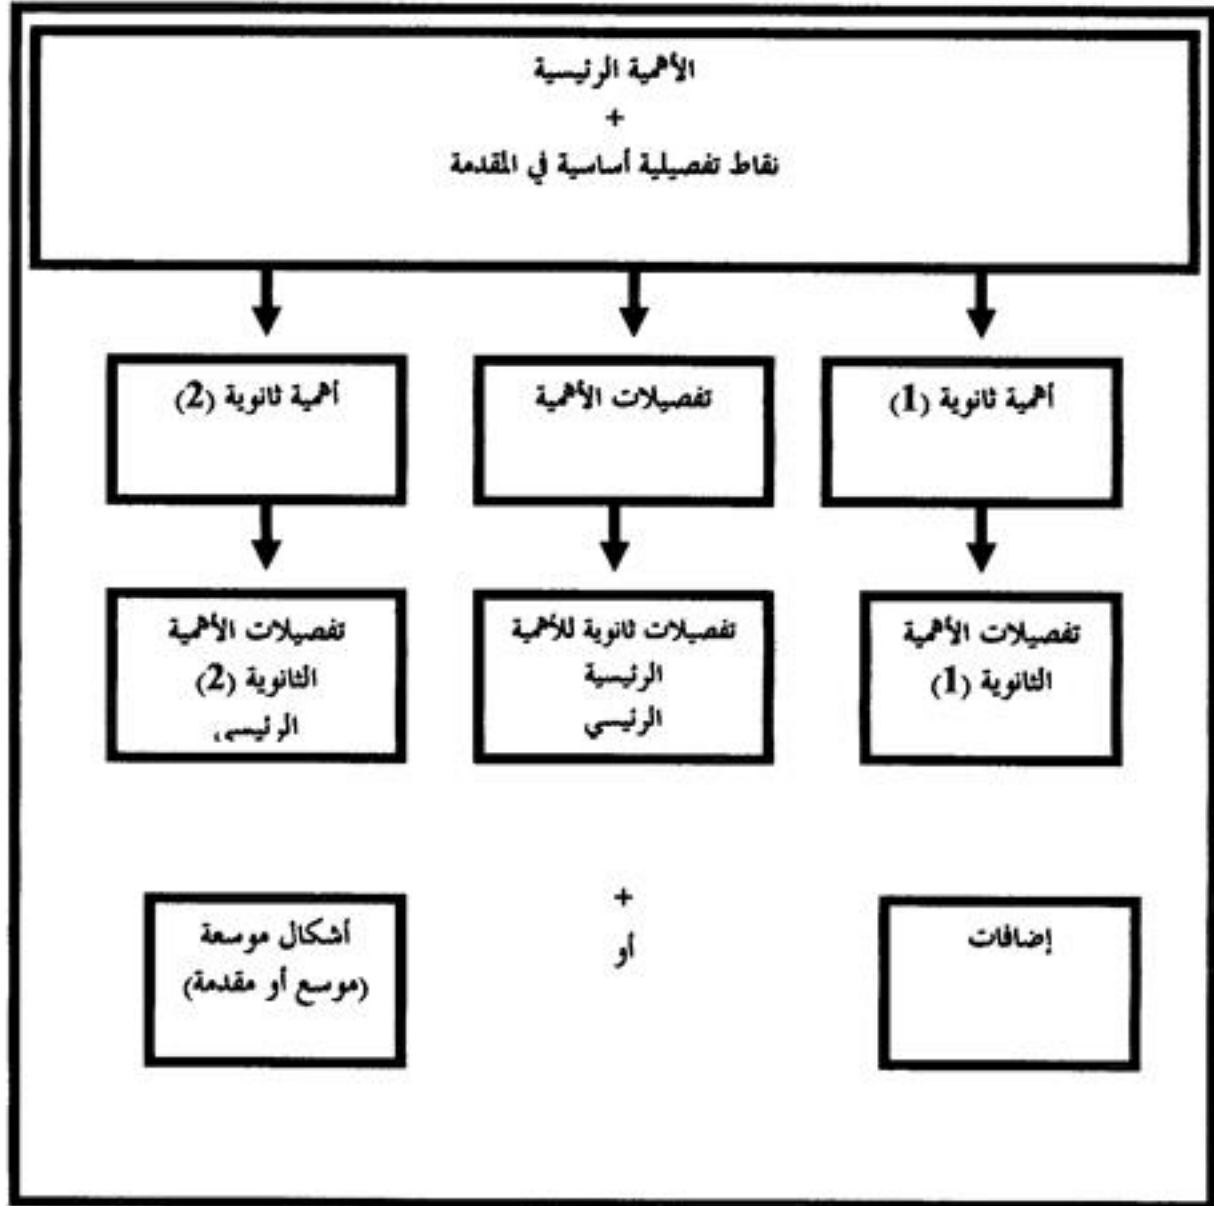 الأهمية الرئيسية
+
نقاط تفصيلية أساسية في المقدمة
أهمية ثانوية (1)
تفصيلات الأهمية
أهمية ثانوية (2)
تفصيلات الأهمية
الثانوية (1)
تفصيلات ثانوية للأهمية
الرئيسية
الرئيسي
تفصيلات الأهمية
الثانوية (2)
الرئيسي
إضافات
+
أو
أشكال موسعة
(موسع أو مقدمة)